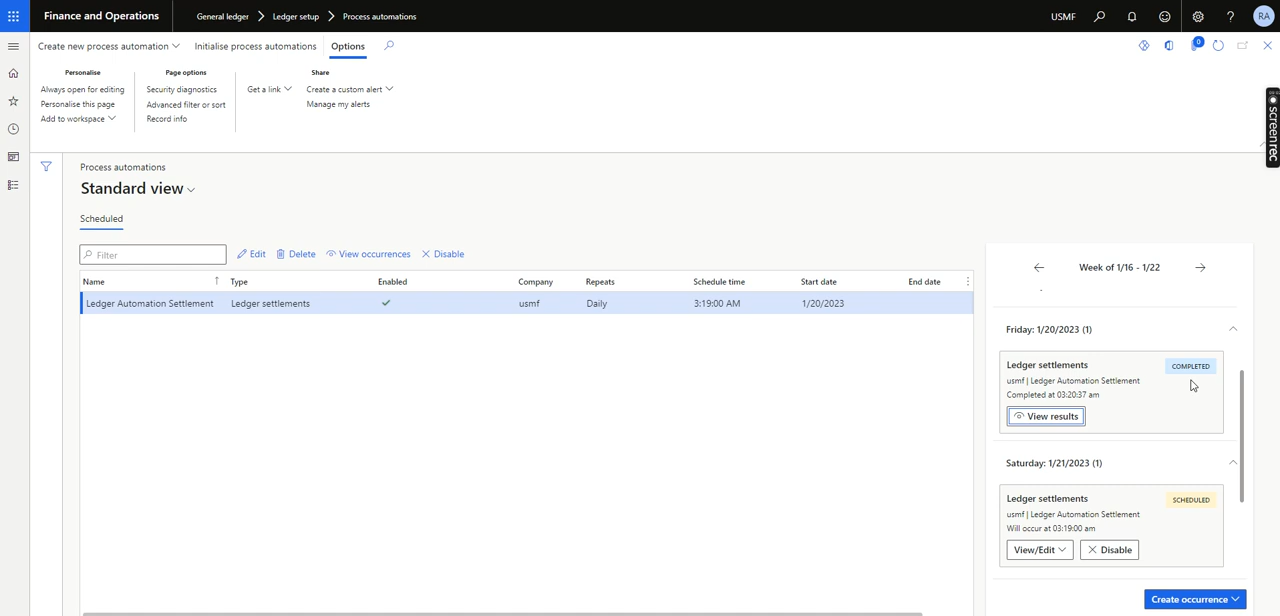 Finance and Operations
General ledger
Ledger setup
Process automations
USMF
?
RA
Create new process automation
Initialise process automations
Options
0
Personalise
Always open for editing
Personalise this page
Add to workspace
Page options
Security diagnostics
Advanced filter or sort
Record info
Get a link
Share
Create a custom alert
Manage my alerts
screenrec
Process automations
Standard view
Scheduled
Filter
Edit
Delete
View occurrences
Disable
Name
Type
Enabled
Company
Repeats
Schedule time
Start date
End date
Ledger Automation Settlement
Ledger settlements
usmf
Daily
3:19:00 AM
1/20/2023
Week of 1/16 - 1/22
Friday: 1/20/2023 (1)
Ledger settlements
COMPLETED
usmf | Ledger Automation Settlement
Completed at 03:20:37 am
View results
Saturday: 1/21/2023 (1)
Ledger settlements
SCHEDULED
usmf | Ledger Automation Settlement
Will occur at 03:19:00 am
View/Edit
Disable
Create occurrence